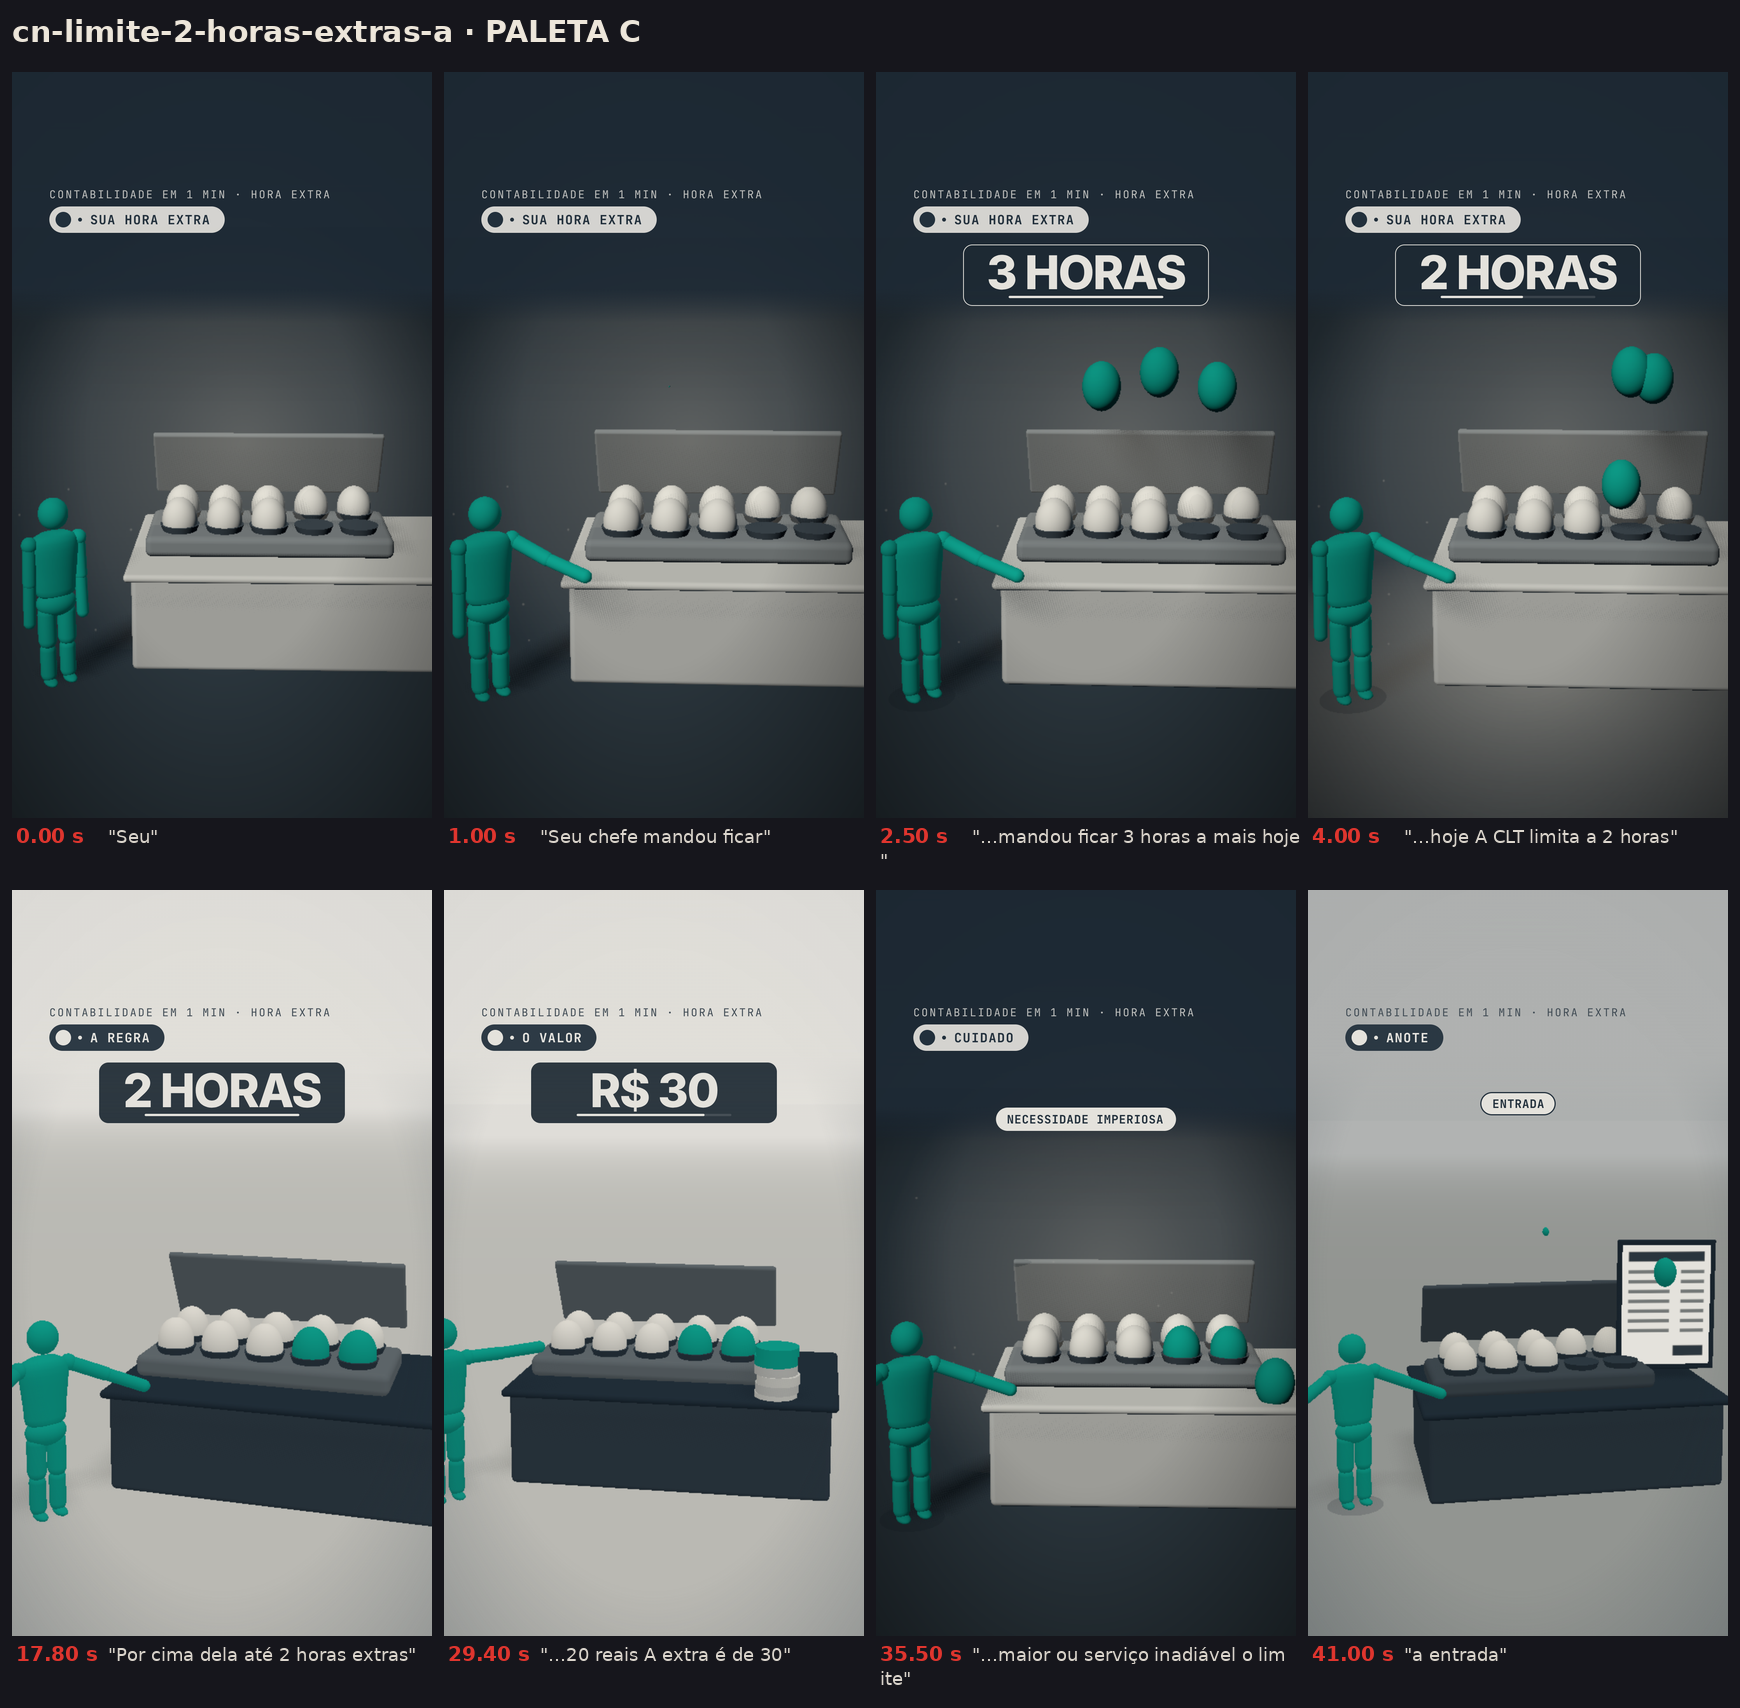 cn-limite-2-horas-extras-a · PALETA C
CONTABILIDADE EM 1 MIN · HORA EXTRA
• SUA HORA EXTRA
0.00 s "Seu"
CONTABILIDADE EM 1 MIN · HORA EXTRA
• SUA HORA EXTRA
1.00 s "Seu chefe mandou ficar"
CONTABILIDADE EM 1 MIN · HORA EXTRA
• SUA HORA EXTRA
3 HORAS
2.50 s "...mandou ficar 3 horas a mais hoje
"
CONTABILIDADE EM 1 MIN · HORA EXTRA
• SUA HORA EXTRA
2 HORAS
4.00 s "...hoje A CLT limita a 2 horas"
CONTABILIDADE EM 1 MIN · HORA EXTRA
• A REGRA
2 HORAS
17.80 s "Por cima dela até 2 horas extras"
CONTABILIDADE EM 1 MIN · HORA EXTRA
• O VALOR
R$ 30
29.40 s "...20 reais A extra é de 30"
CONTABILIDADE EM 1 MIN · HORA EXTRA
• CUIDADO
NECESSIDADE IMPERIOSA
35.50 s "...maior ou serviço inadiável o lim
ite"
CONTABILIDADE EM 1 MIN · HORA EXTRA
• ANOTE
ENTRADA
41.00 s "a entrada"